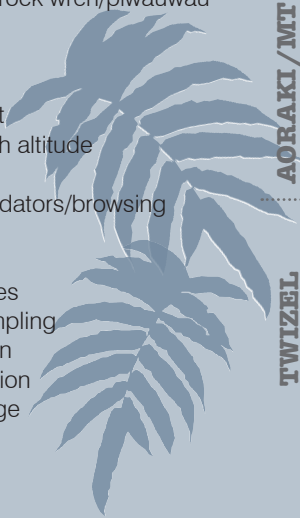 rock wren/piwauwau
t
h altitude
dators/browsing
es
mpling
n
ion
ge
AORAKI/MT
TWIZEL